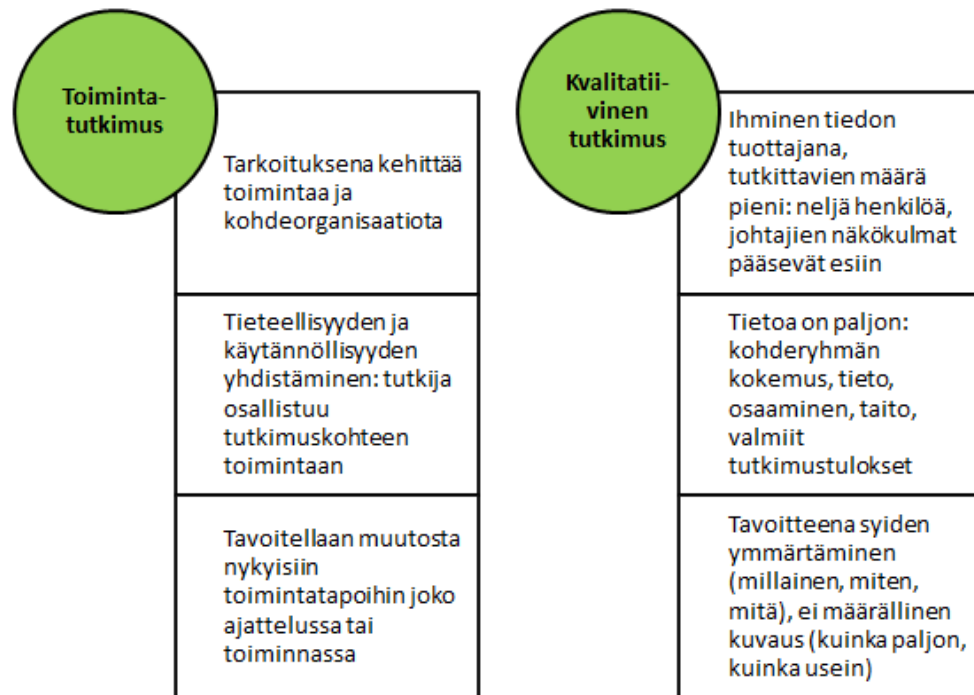 Toiminta-
tutkimus
Tarkoituksena kehittää
toimintaa ja
kohdeorganisaatiota
Tieteellisyyden ja
käytännöllisyyden
yhdistäminen: tutkija
osallistuu
tutkimuskohteen
toimintaan
Tavoitellaan muutosta
nykyisiin
toimintatapoihin joko
ajattelussa tai
toiminnassa
Kvalitatii-
vinen
tutkimus
Ihminen tiedon
tuottajana,
tutkittavien määrä
pieni: neljä henkilöä,
johtajien näkökulmat
pääsevät esiin
Tietoa on paljon:
kohderyhmän
kokemus, tieto,
osaaminen, taito,
valmiit
tutkimustulokset
Tavoitteena syiden
ymmärtäminen
(millainen, miten,
mitä), ei määrällinen
kuvaus (kuinka paljon,
kuinka usein)